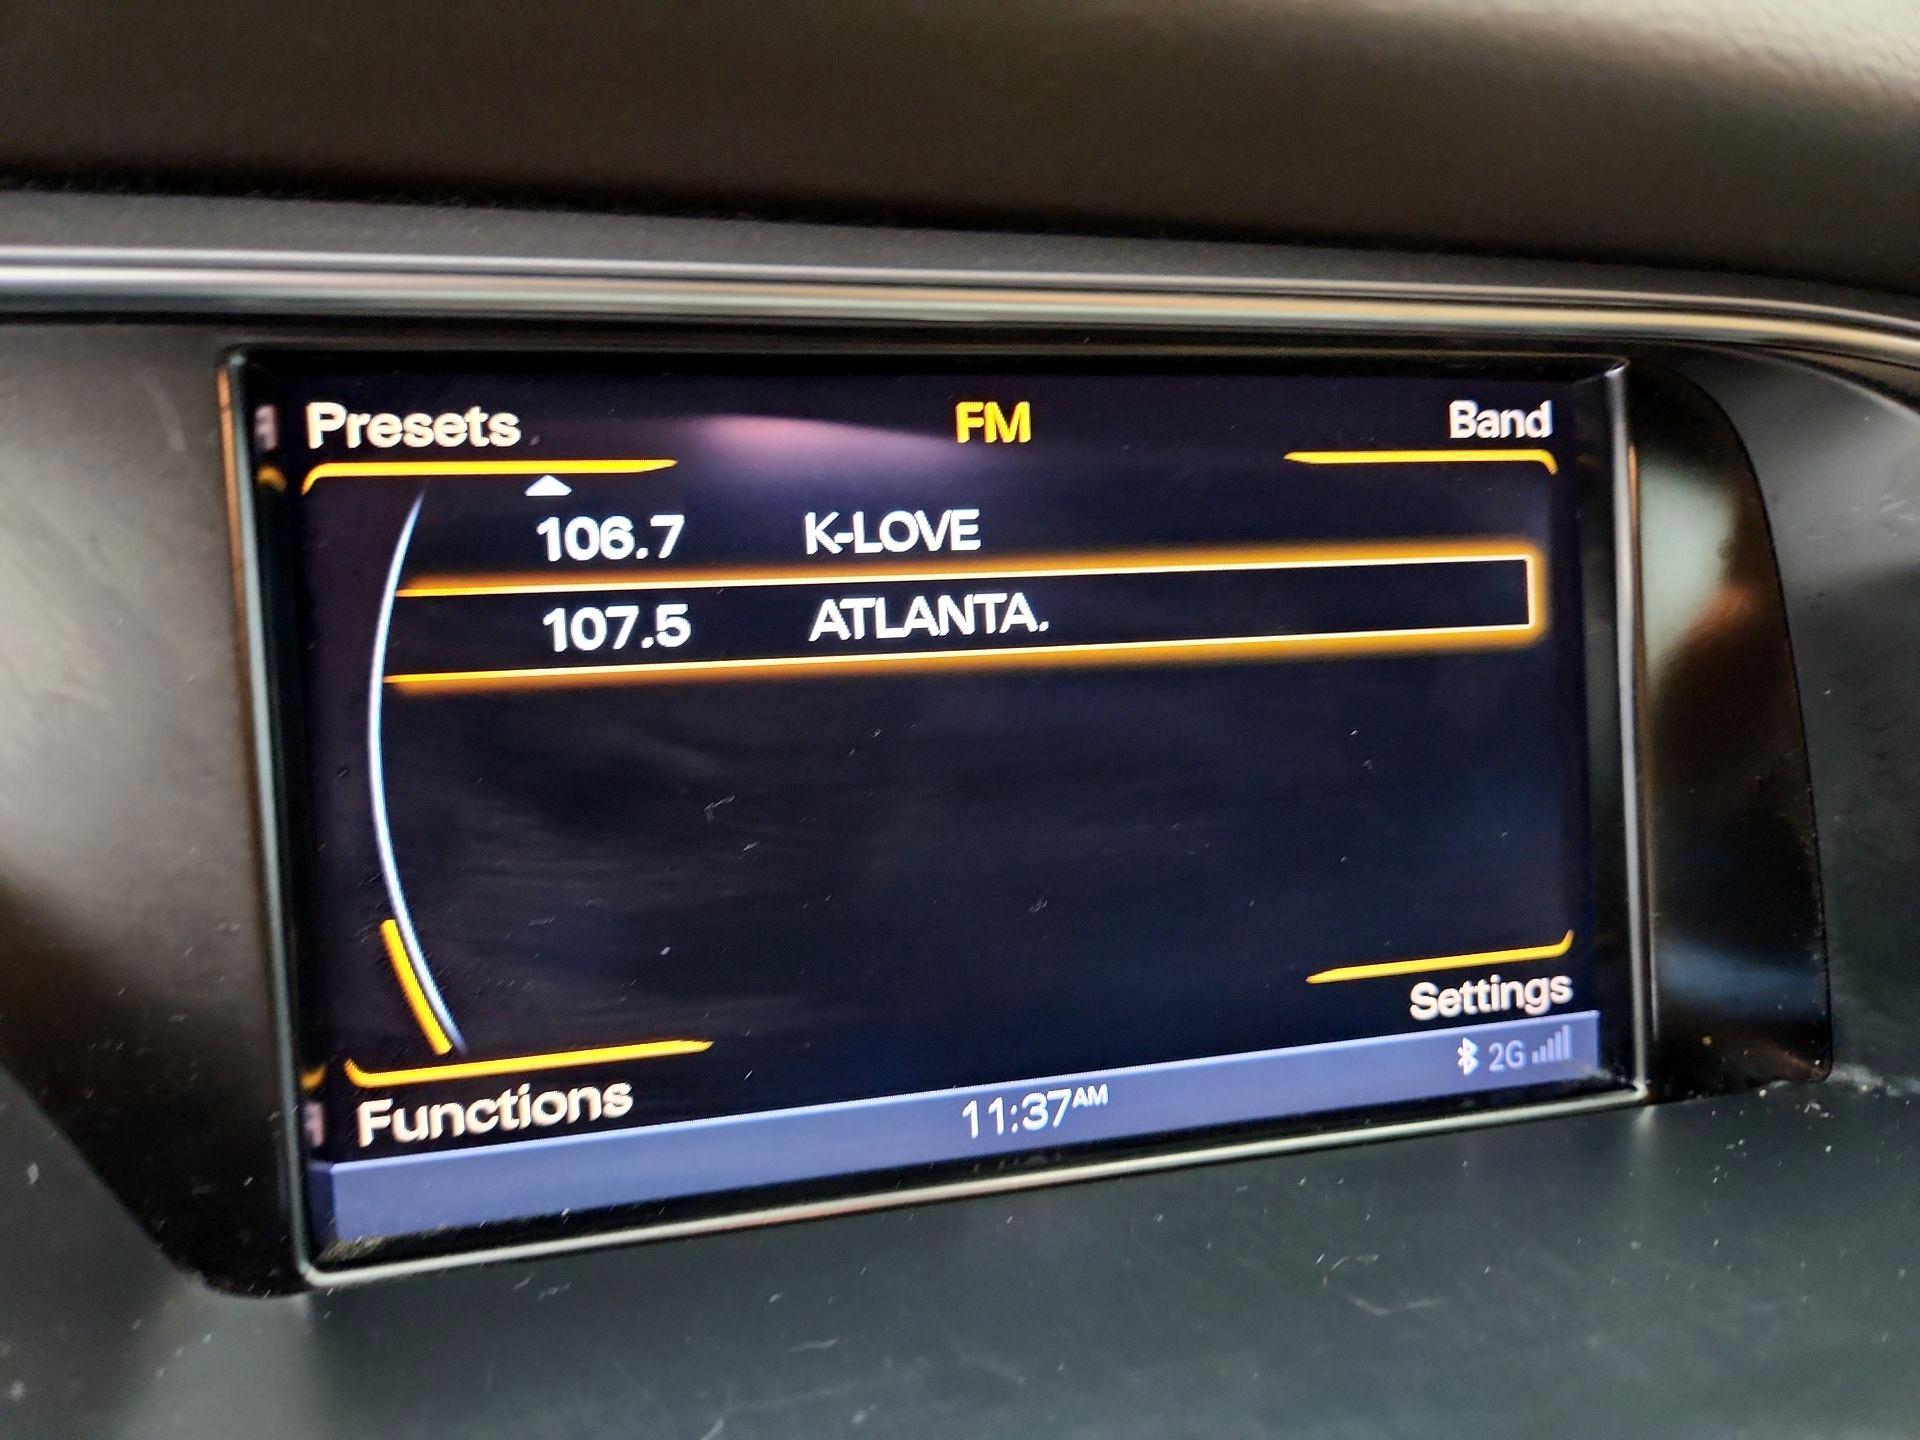 Presets FM Band
106.7 K-LOVE
107.5 ATLANTA.
Settings
Functions
11:37AM
2G